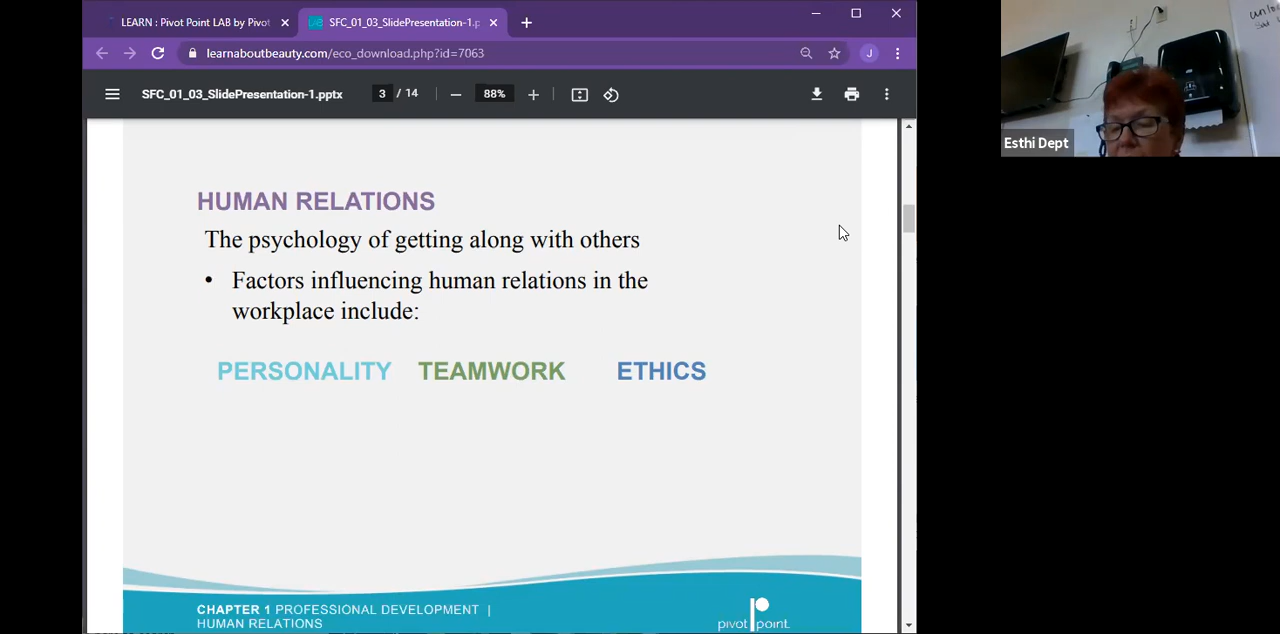 LEARN : Pivot Point LAB by Pivot
SFC_01_03_SlidePresentation-1.p
learnaboutbeauty.com/eco_download.php?id=7063
J
SFC_01_03_SlidePresentation-1.pptx
3 / 14
88%
HUMAN RELATIONS
The psychology of getting along with others
• Factors influencing human relations in the
workplace include:
PERSONALITY TEAMWORK ETHICS
CHAPTER 1 PROFESSIONAL DEVELOPMENT |
HUMAN RELATIONS
pivot point
Esthi Dept